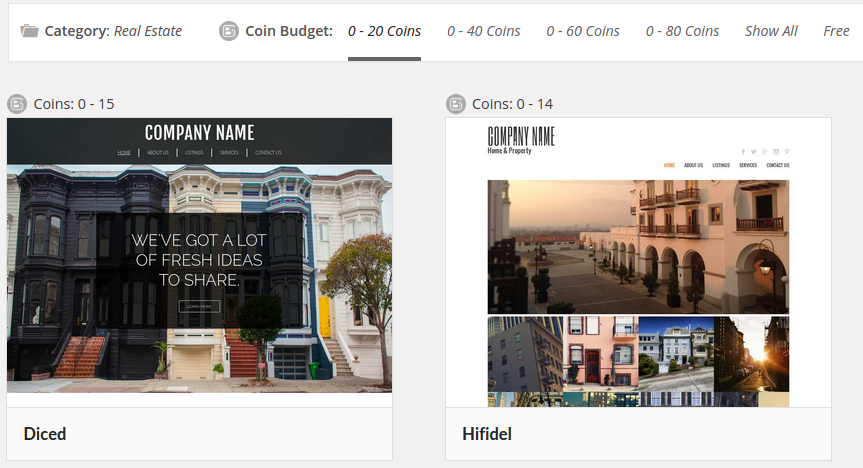 Category: Real Estate Coin Budget: 0 - 20 Coins 0 - 40 Coins 0 - 60 Coins 0 - 80 Coins Show All Free
Coins: 0 - 15
COMPANY NAME
HOME ABOUT US LISTINGS SERVICES CONTACT US
WE'VE GOT A LOT
OF FRESH IDEAS
TO SHARE.
LEARN MORE
Diced
Coins: 0 - 14
COMPANY NAME
Home & Property
HOME ABOUT US LISTINGS SERVICES CONTACT US
Hifidel